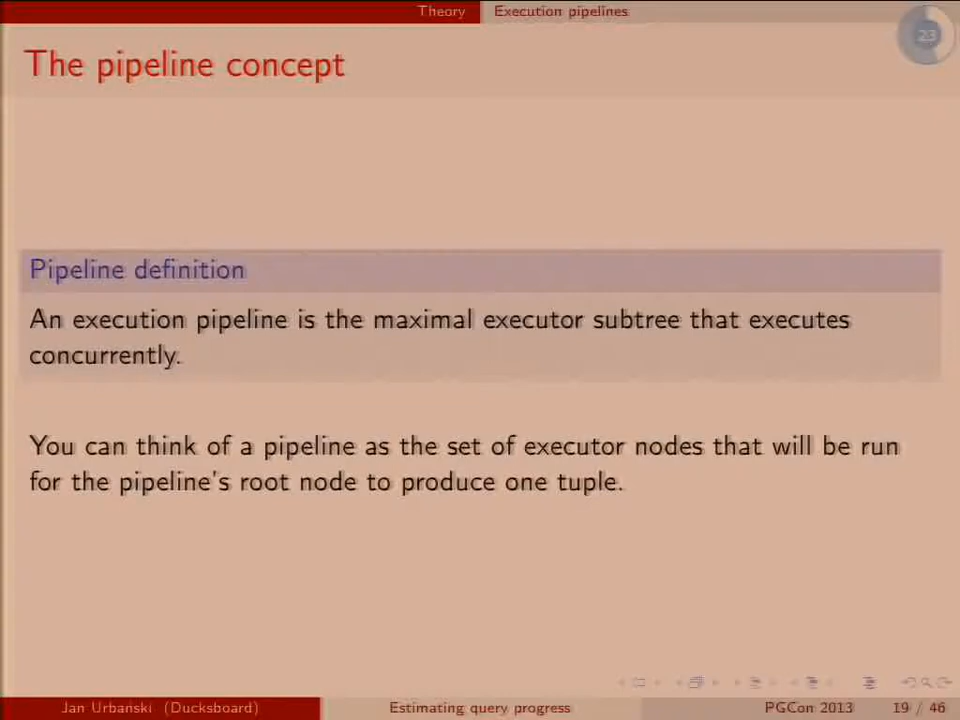 Theory Execution pipelines
23
The pipeline concept
Pipeline definition
An execution pipeline is the maximal executor subtree that executes
concurrently.
You can think of a pipeline as the set of executor nodes that will be run
for the pipeline's root node to produce one tuple.
Jan Urbański (Ducksboard) Estimating query progress PGCon 2013 19 / 46